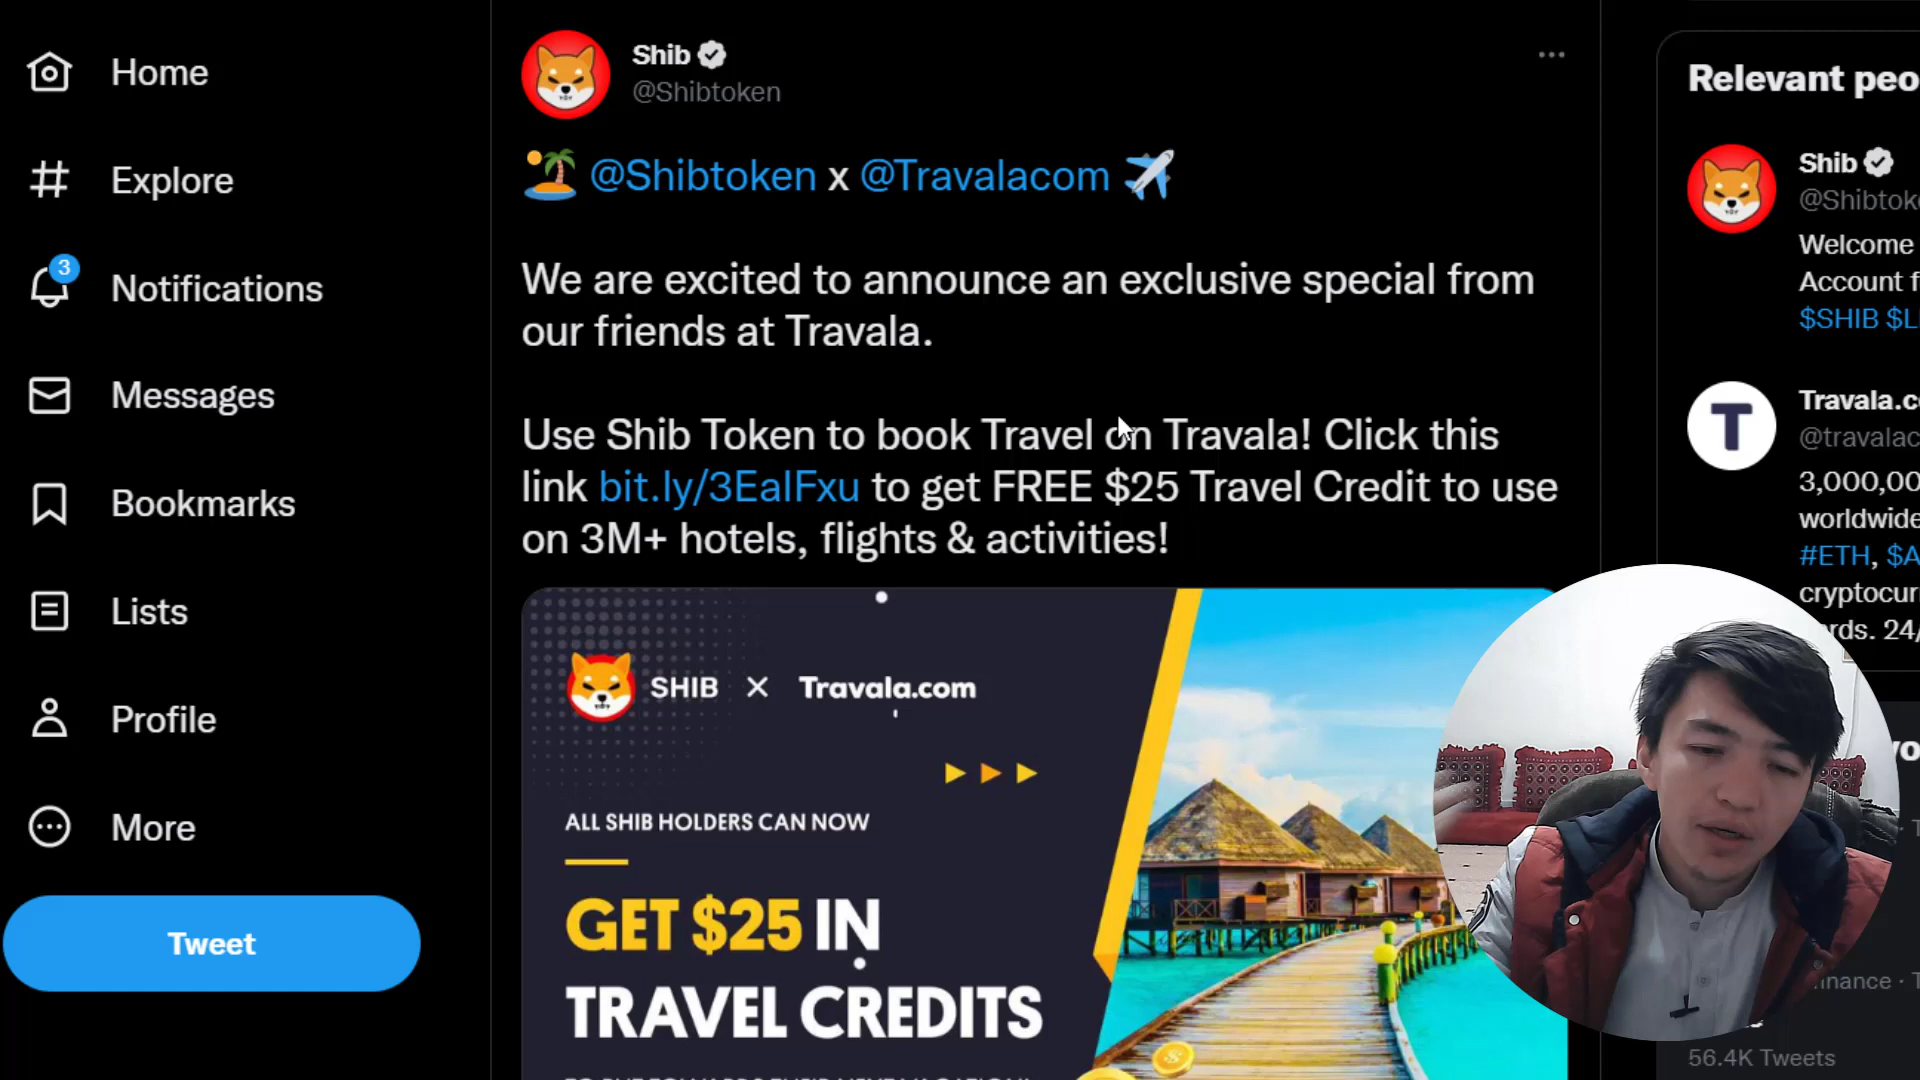 Home
Explore
3
Notifications
Messages
Bookmarks
Lists
Profile
More
Tweet
Shib
@Shibtoken
@Shibtoken x @Travalacom
We are excited to announce an exclusive special from
our friends at Travala.
Use Shib Token to book Travel on Travala! Click this
link bit.ly/3EalFxu to get FREE $25 Travel Credit to use
on 3M+ hotels, flights & activities!
SHIB X Travala.com
ALL SHIB HOLDERS CAN NOW
GET $25 IN
TRAVEL CREDITS
Relevant peo
Shib
@Shibtok
Welcome
Account f
$SHIB $L
T
Travala.c
@travalac
3,000,00
worldwide
#ETH, $A
cryptocur
rds. 24/
inance · T
56.4K Tweets